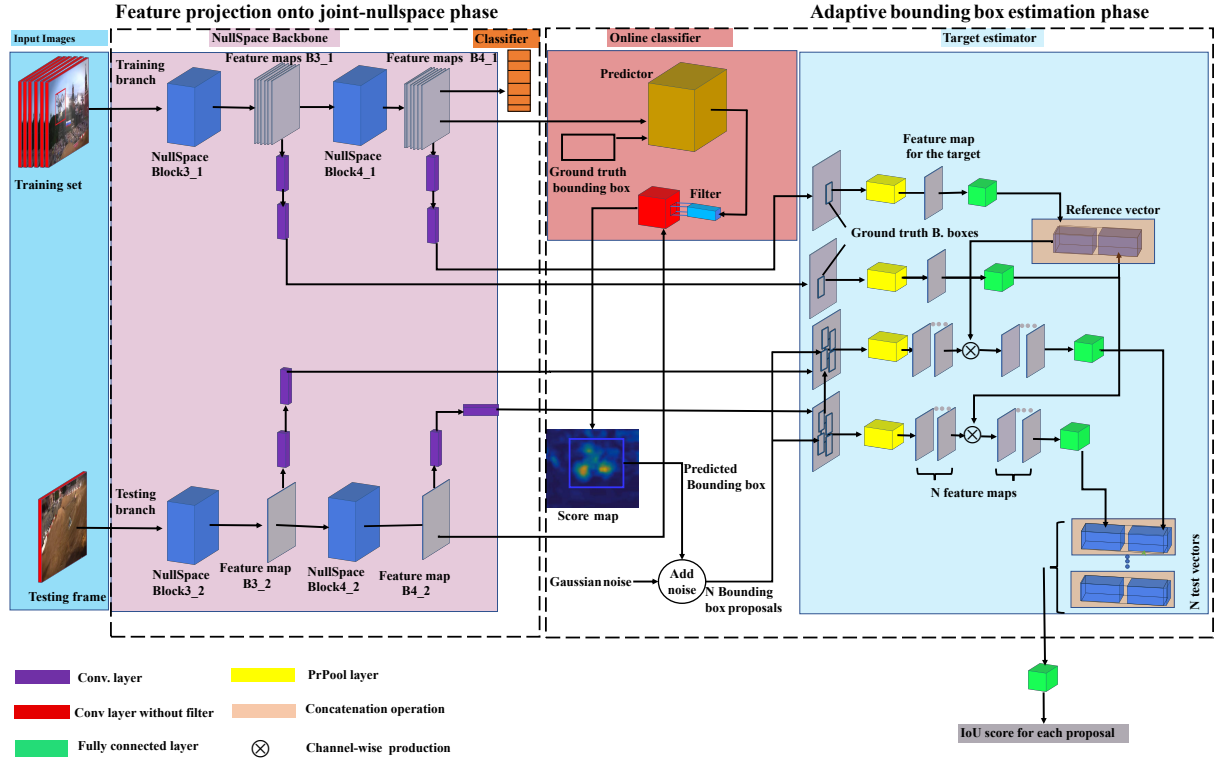 Feature projection onto joint-nullspace phase
Adaptive bounding box estimation phase
Input Images
NullSpace Backbone
Classifier
Online classifier
Target estimator
Training
branch
Feature maps B3_1
Feature maps B4_1
NullSpace
Block3_1
NullSpace
Block4_1
Training set
Predictor
Ground truth
bounding box
Filter
Feature map
for the target
Reference vector
Ground truth B. boxes
Testing
branch
NullSpace
Block3_2
Feature map
B3_2
NullSpace
Block4_2
Feature map
B4_2
Testing frame
Score map
Predicted
Bounding box
Gaussian noise
Add
noise
N Bounding
box proposals
N feature maps
N test vectors
Conv. layer
PrPool layer
Conv layer without filter
Concatenation operation
Fully connected layer
Channel-wise production
IoU score for each proposal